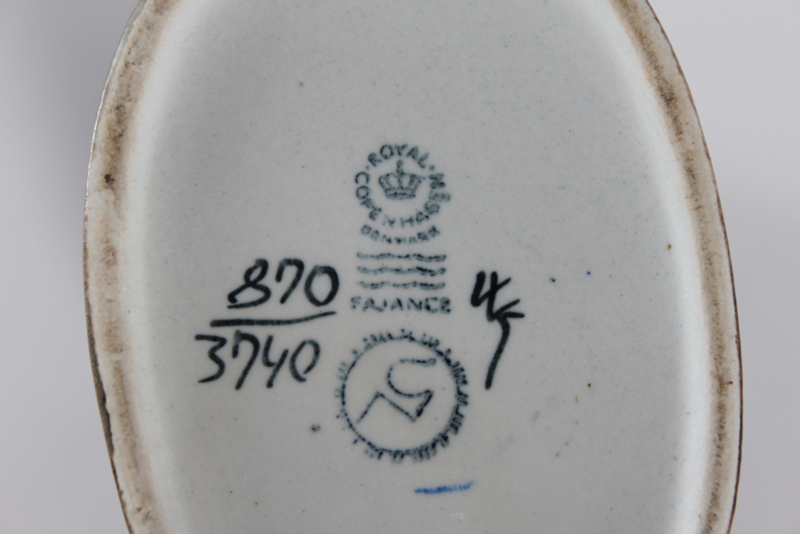 ROYAL
COPENHAGEN
DENMARK
FAJANCE
870
3740